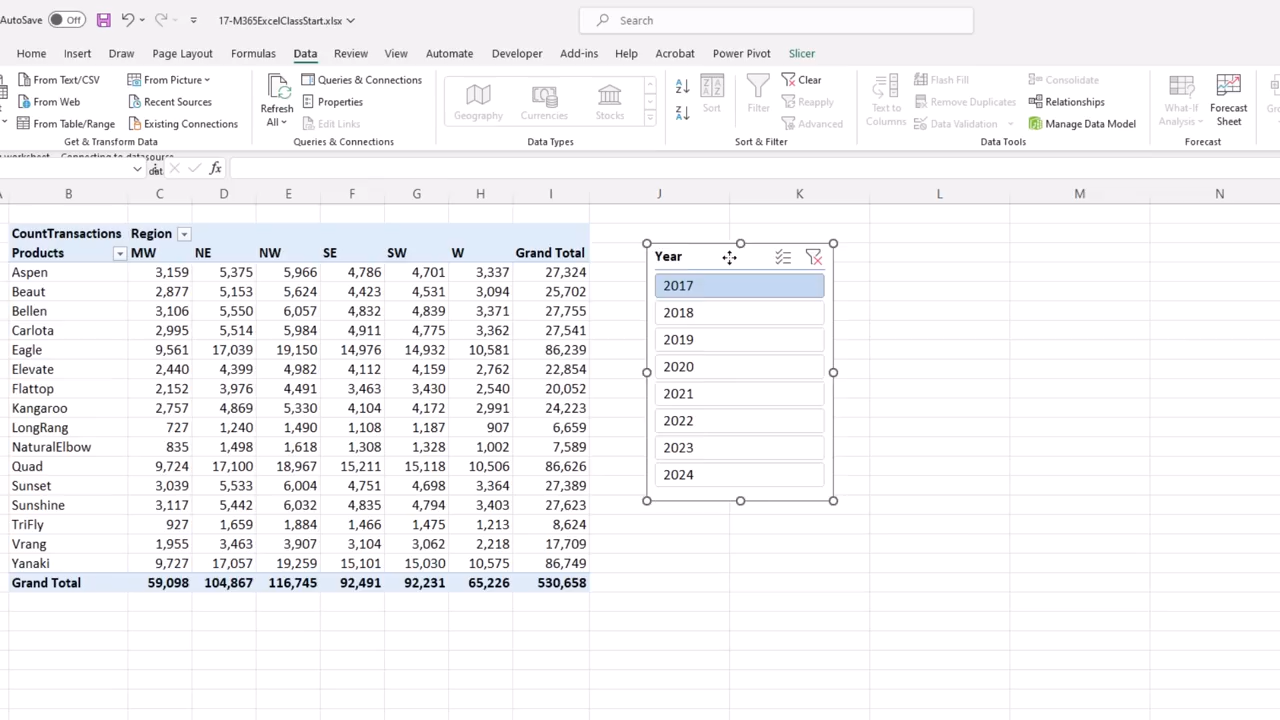 AutoSave Off 17-M365ExcelClassStart.xlsx Search
Home Insert Draw Page Layout Formulas Data Review View Automate Developer Add-ins Help Acrobat Power Pivot Slicer
From Text/CSV From Picture Queries & Connections Clear Flash Fill Consolidate
From Web Recent Sources Properties Reapply Remove Duplicates Relationships
From Table/Range Existing Connections Edit Links Advanced Data Validation Manage Data Model
Refresh All Geography Currencies Stocks Sort Filter Text to Columns What-If Analysis Forecast Sheet
Get & Transform Data Queries & Connections Data Types Sort & Filter Data Tools Forecast
worksheet Connecting to datasource
fx
B C D E F G H I J K L M N
CountTransactions Region
Products MW NE NW SE SW W Grand Total
Aspen 3,159 5,375 5,966 4,786 4,701 3,337 27,324
Beaut 2,877 5,153 5,624 4,423 4,531 3,094 25,702
Bellen 3,106 5,550 6,057 4,832 4,839 3,371 27,755
Carlota 2,995 5,514 5,984 4,911 4,775 3,362 27,541
Eagle 9,561 17,039 19,150 14,976 14,932 10,581 86,239
Elevate 2,440 4,399 4,982 4,112 4,159 2,762 22,854
Flattop 2,152 3,976 4,491 3,463 3,430 2,540 20,052
Kangaroo 2,757 4,869 5,330 4,104 4,172 2,991 24,223
LongRang 727 1,240 1,490 1,108 1,187 907 6,659
NaturalElbow 835 1,498 1,618 1,308 1,328 1,002 7,589
Quad 9,724 17,100 18,967 15,211 15,118 10,506 86,626
Sunset 3,039 5,533 6,004 4,751 4,698 3,364 27,389
Sunshine 3,117 5,442 6,032 4,835 4,794 3,403 27,623
TriFly 927 1,659 1,884 1,466 1,475 1,213 8,624
Vrang 1,955 3,463 3,907 3,104 3,062 2,218 17,709
Yanaki 9,727 17,057 19,259 15,101 15,030 10,575 86,749
Grand Total 59,098 104,867 116,745 92,491 92,231 65,226 530,658
Year
2017
2018
2019
2020
2021
2022
2023
2024